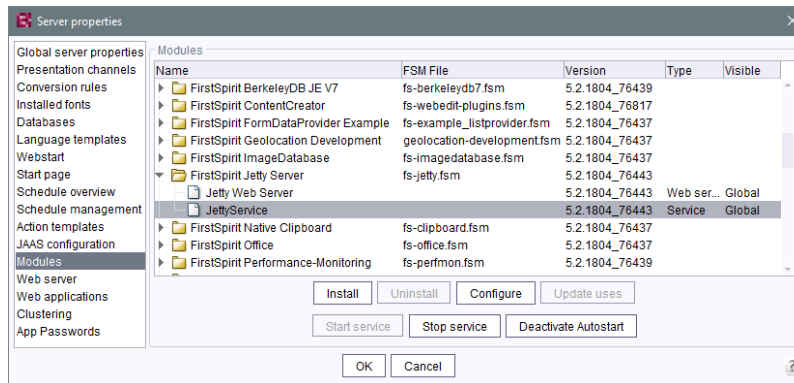 Server properties
Global server properties
Presentation channels
Conversion rules
Installed fonts
Databases
Language templates
Webstart
Start page
Schedule overview
Schedule management
Action templates
JAAS configuration
Modules
Web server
Web applications
Clustering
App Passwords
Modules
Name FSM File Version Type Visible
FirstSpirit BerkeleyDB JE V7 fs-berkeleydb7.fsm 5.2.1804_76439
FirstSpirit ContentCreator fs-webedit-plugins.fsm 5.2.1804_76817
FirstSpirit FormDataProvider Example fs-example_listprovider.fsm 5.2.1804_76437
FirstSpirit Geolocation Development geolocation-development.fsm 5.2.1804_76437
FirstSpirit ImageDatabase fs-imagedatabase.fsm 5.2.1804_76437
FirstSpirit Jetty Server fs-jetty.fsm 5.2.1804_76443
Jetty Web Server 5.2.1804_76443 Web ser... Global
JettyService 5.2.1804_76443 Service Global
FirstSpirit Native Clipboard fs-clipboard.fsm 5.2.1804_76437
FirstSpirit Office fs-office.fsm 5.2.1804_76437
FirstSpirit Performance-Monitoring fs-perfmon.fsm 5.2.1804_76439
Install Uninstall Configure Update uses
Start service Stop service Deactivate Autostart
OK Cancel
?